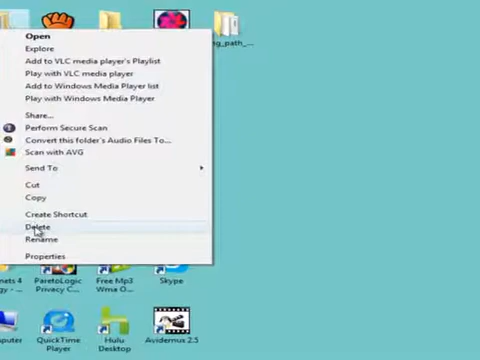 Open
Explore
Add to VLC media player's Playlist
Play with VLC media player
Add to Windows Media Player list
Play with Windows Media Player
Share...
Perform Secure Scan
Convert this folder's Audio Files To...
Scan with AVG
Send To
Cut
Copy
Create Shortcut
Delete
Rename
Properties
ng_path_...
nets 4
gy - ...
ParetoLogic
Privacy C...
Free Mp3
Wma O...
Skype
mputer
QuickTime
Player
Hulu
Desktop
Avidemux 2.5